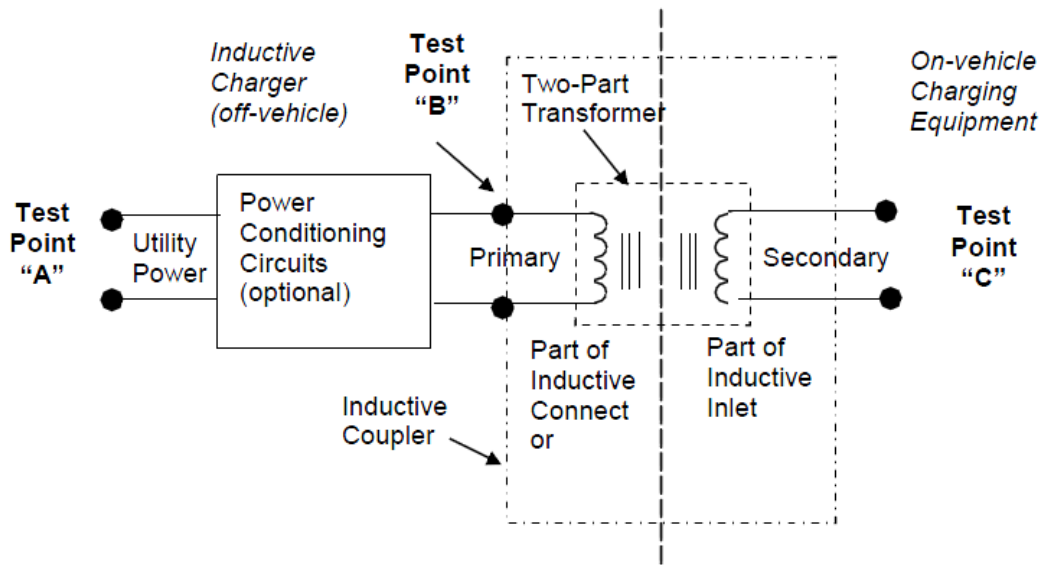 Inductive
Charger
(off-vehicle)
Test
Point
“B”
Two-Part
Transformer
On-vehicle
Charging
Equipment
Test
Point
“A”
Utility
Power
Power
Conditioning
Circuits
(optional)
Primary
Secondary
Test
Point
“C”
Part of
Inductive
Connect
or
Part of
Inductive
Inlet
Inductive
Coupler